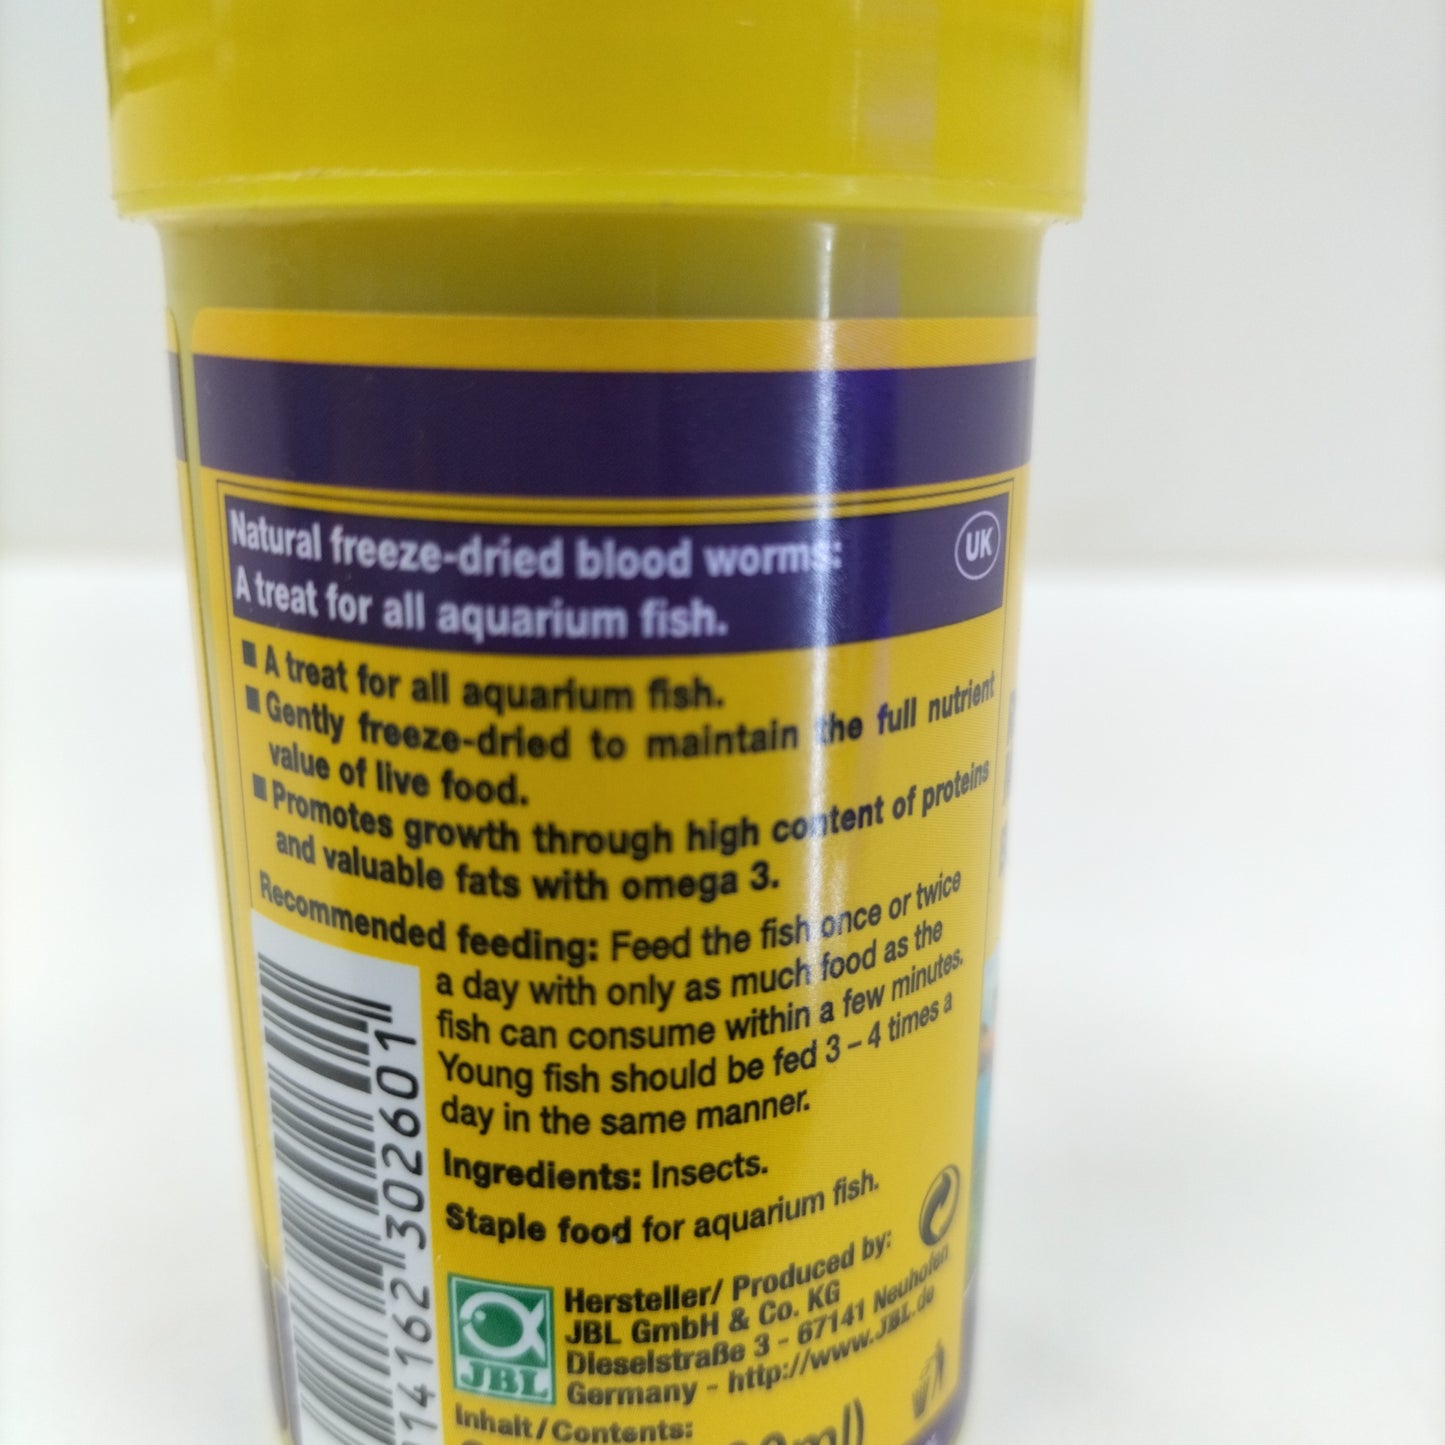 Natural freeze-dried blood worms:
UK
A treat for all aquarium fish.
■ A treat for all aquarium fish.
■ Gently freeze-dried to maintain the full nutrient
value of live food.
■ Promotes growth through high content of proteins
and valuable fats with omega 3.
Recommended feeding: Feed the fish once or twice
a day with only as much food as the
fish can consume within a few minutes.
Young fish should be fed 3 – 4 times a
day in the same manner.
Ingredients: Insects.
Staple food for aquarium fish.
Hersteller/ Produced by:
JBL GmbH & Co. KG
Dieselstraße 3 - 67141 Neuhofen
Germany - http://www.JBL.de
JBL
Inhalt/Contents:
14162 302601